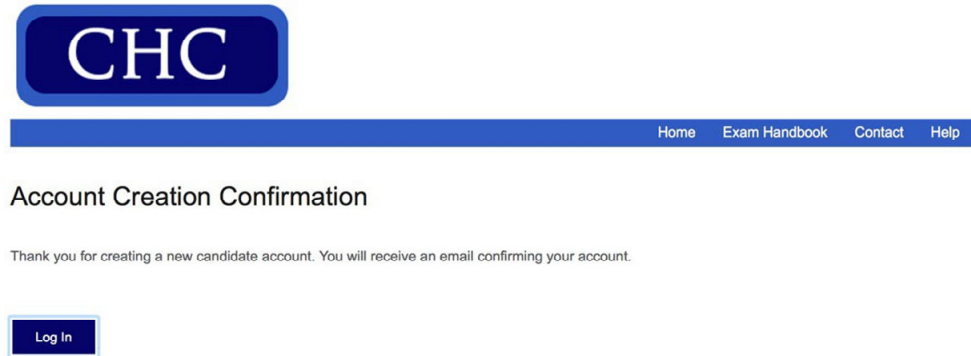 CHC
Home Exam Handbook Contact Help
Account Creation Confirmation
Thank you for creating a new candidate account. You will receive an email confirming your account.
Log In